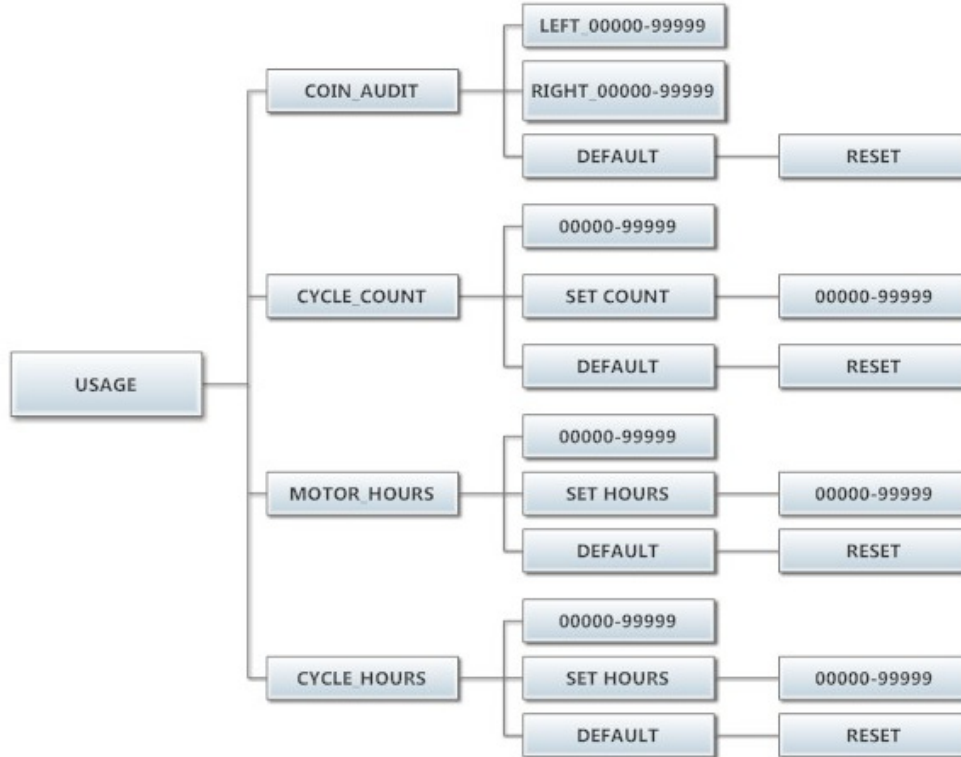 LEFT_00000-99999
COIN_AUDIT
RIGHT_00000-99999
DEFAULT
RESET
00000-99999
CYCLE_COUNT
SET COUNT
00000-99999
DEFAULT
RESET
USAGE
00000-99999
MOTOR_HOURS
SET HOURS
00000-99999
DEFAULT
RESET
00000-99999
CYCLE_HOURS
SET HOURS
00000-99999
DEFAULT
RESET